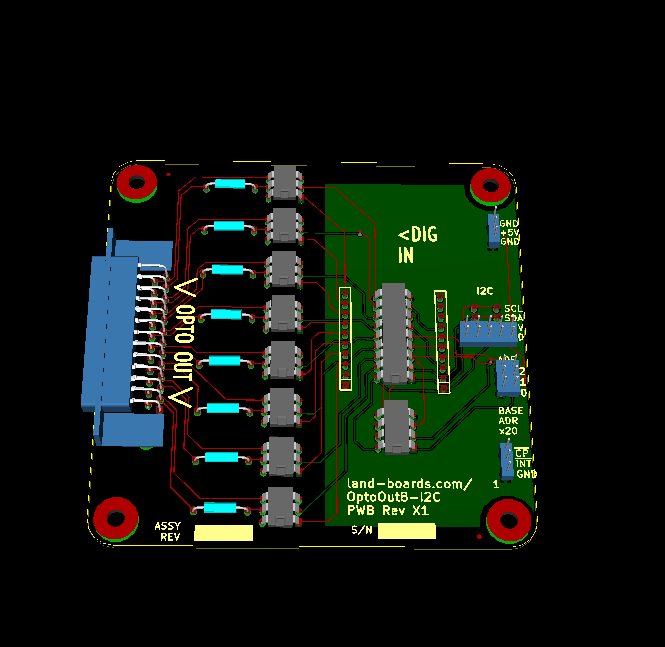 GND
+5V
GND
<DIG
IN
I2C
SCL
SDA
< OPTO OUT >
2
1
0
BASE
ADR
x20
CP
INT
GND
1
land-boards.com/
OptoOut8-I2C
PWB Rev X1
ASSY
REV
S/N